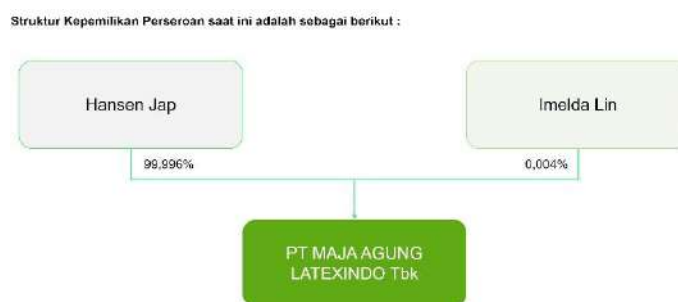 Struktur Kepemilikan Perseroan saat ini adalah sebagai berikut :
Hansen Jap
Imelda Lin
99,996%
0,004%
PT MAJA AGUNG
LATEXINDO Tbk